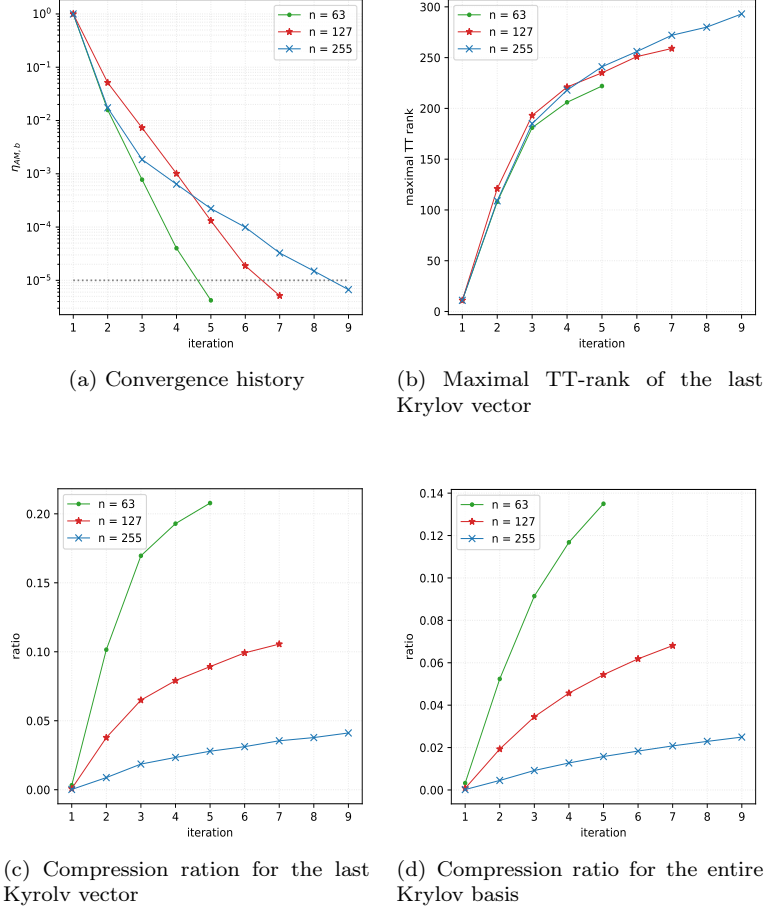 10^0
10^-1
10^-2
10^-3
10^-4
10^-5
η_{AM,b}
n = 63
n = 127
n = 255
1 2 3 4 5 6 7 8 9
iteration
(a) Convergence history
300
250
200
150
100
50
0
maximal TT rank
n = 63
n = 127
n = 255
1 2 3 4 5 6 7 8 9
iteration
(b) Maximal TT-rank of the last
Krylov vector
0.20
0.15
0.10
0.05
0.00
ratio
n = 63
n = 127
n = 255
1 2 3 4 5 6 7 8 9
iteration
(c) Compression ration for the last
Kyrolv vector
0.14
0.12
0.10
0.08
0.06
0.04
0.02
0.00
ratio
n = 63
n = 127
n = 255
1 2 3 4 5 6 7 8 9
iteration
(d) Compression ratio for the entire
Krylov basis